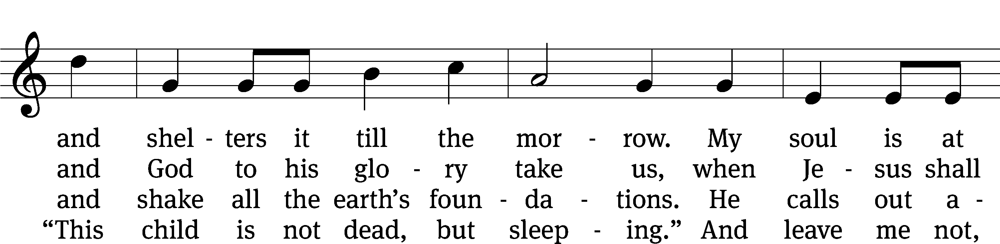 and shel - ters it till the mor - row. My soul is at
and God to his glo - ry take us, when Je - sus shall
and shake all the earth’s foun - da - tions. He calls out a -
“This child is not dead, but sleep - ing.” And leave me not,